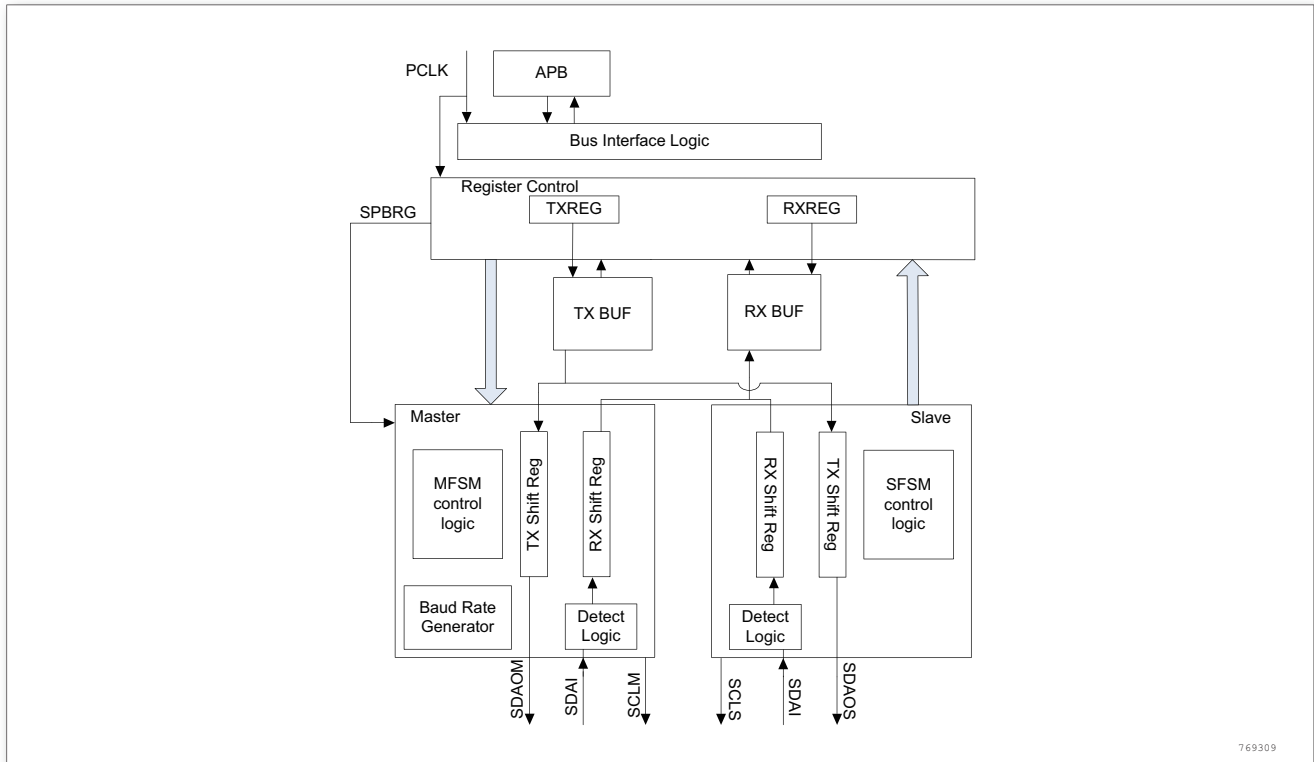 PCLK
APB
Bus Interface Logic
Register Control
SPBRG
TXREG
RXREG
TX BUF
RX BUF
Master
Slave
MFSM
control
logic
TX Shift Reg
RX Shift Reg
RX Shift Reg
TX Shift Reg
SFSM
control
logic
Baud Rate
Generator
Detect
Logic
Detect
Logic
SDAOM
SDAI
SCLM
SCLS
SDAI
SDAOS
769309